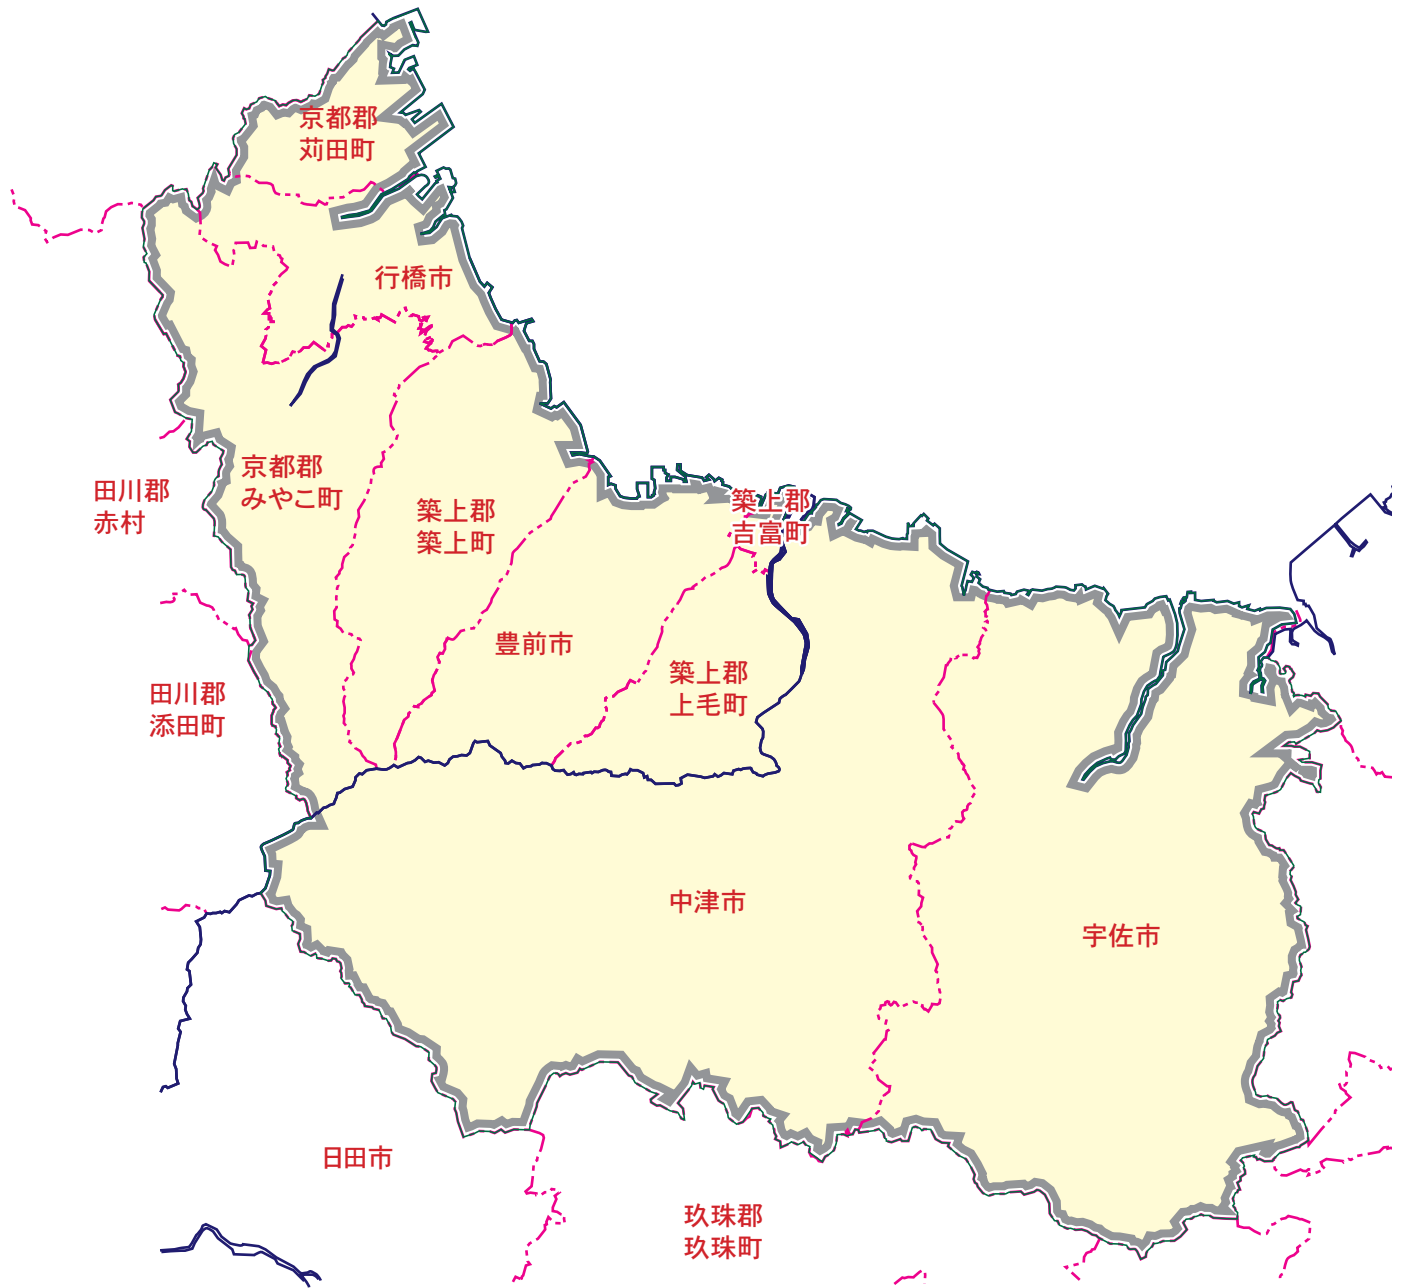 京都郡
苅田町
行橋市
京都郡
みやこ町
田川郡
赤村
築上郡
築上町
築上郡
吉富町
豊前市
築上郡
上毛町
田川郡
添田町
中津市
宇佐市
日田市
玖珠郡
玖珠町